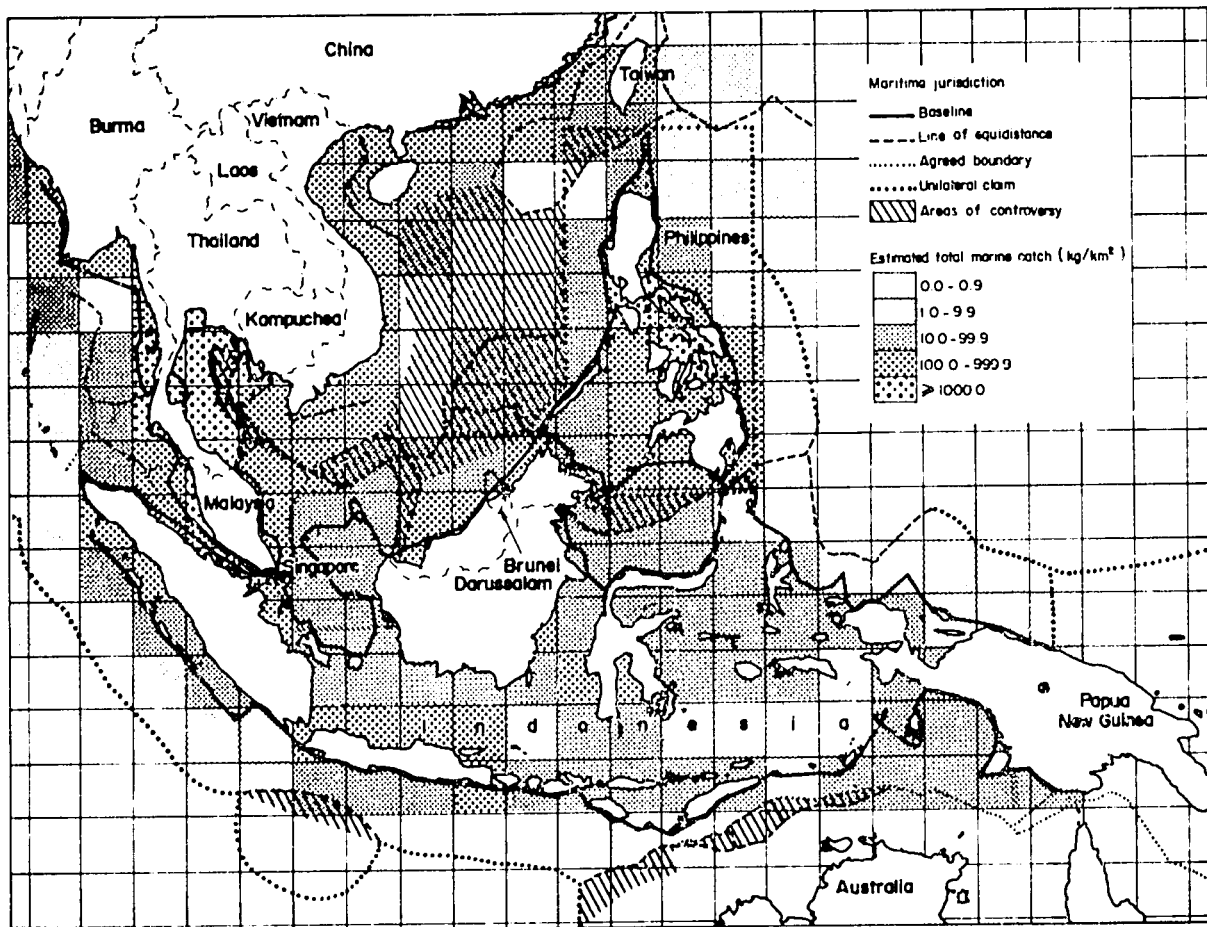 China
Taiwan
Burma
Vietnam
Laos
Thailand
Philippines
Kampuchea
Malaysia
Singapore
Brunei
Darussalam
Indonesia
Papua
New Guinea
Australia
Maritime jurisdiction
Baseline
Line of equidistance
Agreed boundary
Unilateral claim
Areas of controversy
Estimated total marine catch (kg/km²)
0.0 - 0.9
1.0 - 9.9
10.0 - 99.9
100.0 - 999.9
≥ 1000.0